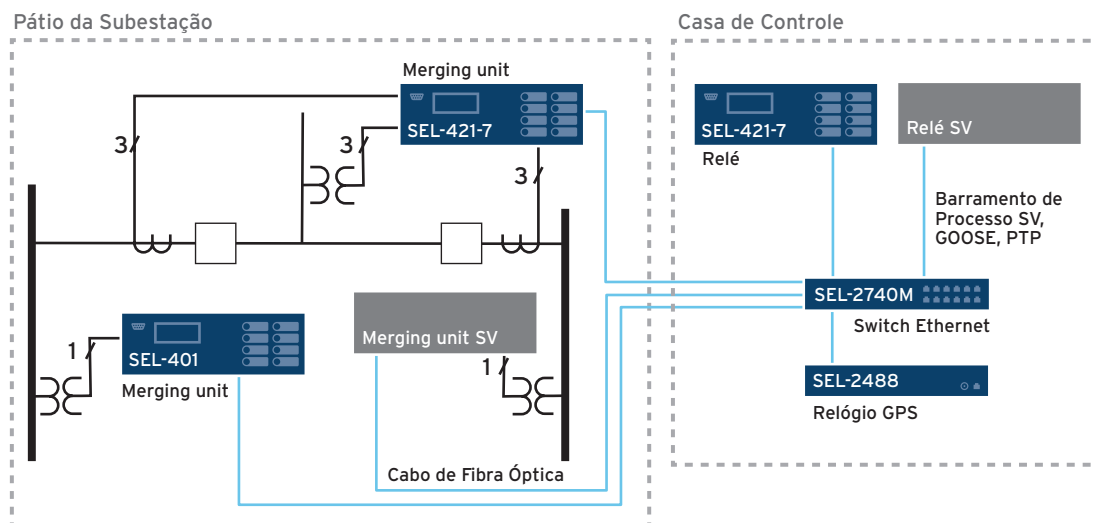 Pátio da Subestação
Merging unit
SEL-421-7
3
3
3
1
SEL-401
Merging unit
Merging unit SV
1
Cabo de Fibra Óptica
Casa de Controle
SEL-421-7
Relé
Relé SV
Barramento de
Processo SV,
GOOSE, PTP
SEL-2740M
Switch Ethernet
SEL-2488
Relógio GPS